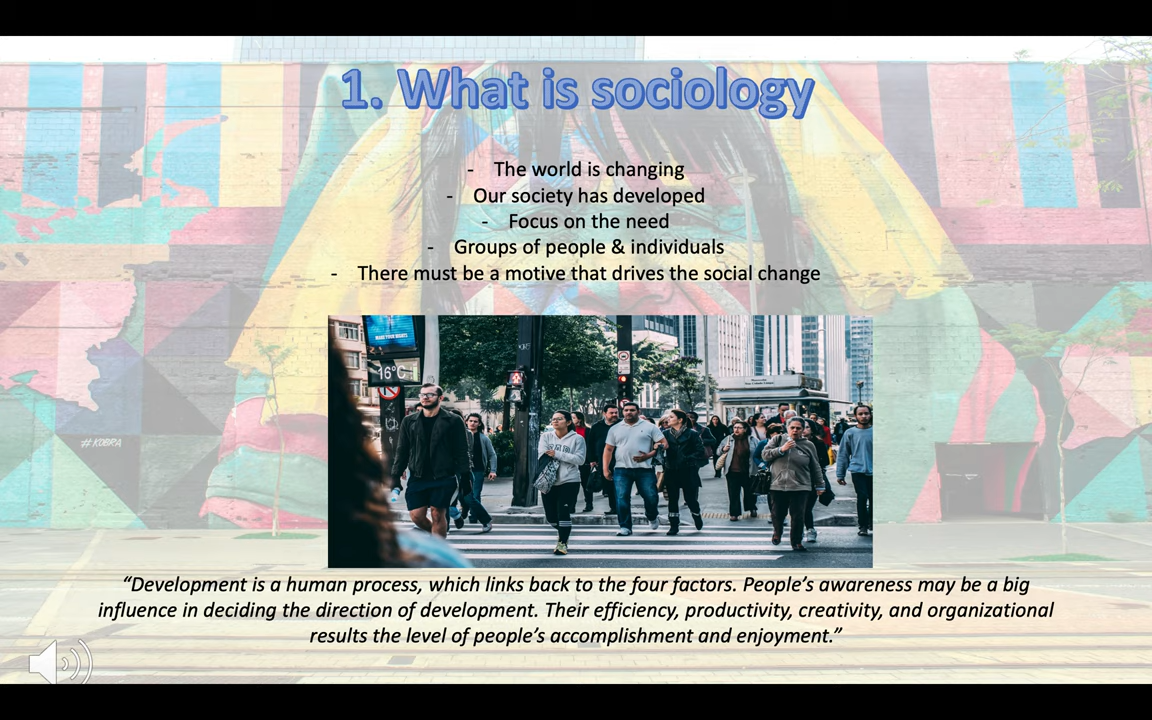 1. What is sociology
- The world is changing
- Our society has developed
- Focus on the need
- Groups of people & individuals
- There must be a motive that drives the social change
16°C
#KOBRA
“Development is a human process, which links back to the four factors. People’s awareness may be a big
influence in deciding the direction of development. Their efficiency, productivity, creativity, and organizational
results the level of people’s accomplishment and enjoyment.”